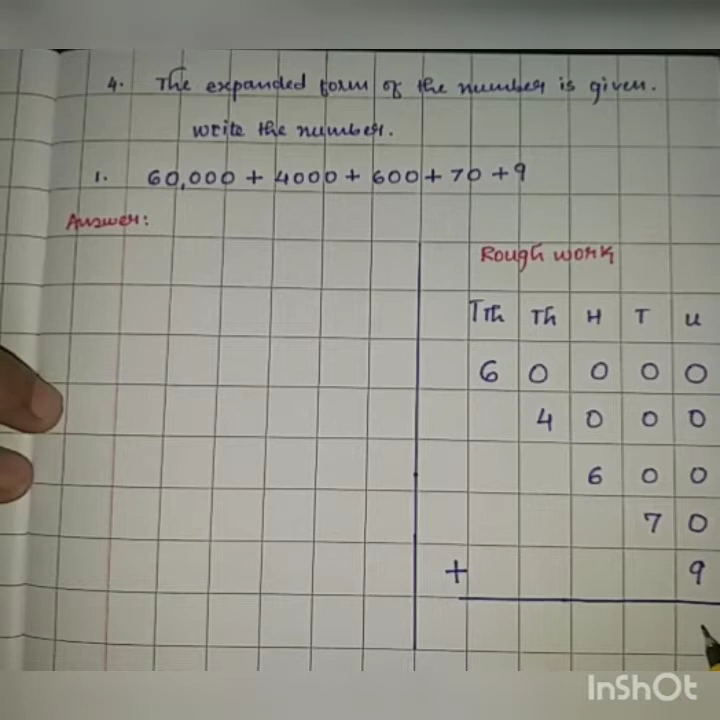 4. The expanded form of the number is given.
write the number.
1. 60,000 + 4000 + 600 + 70 + 9
Answer:
Rough work
Tth Th H T U
6 0 0 0 0
4 0 0 0
6 0 0
7 0
+ 9
InShOt